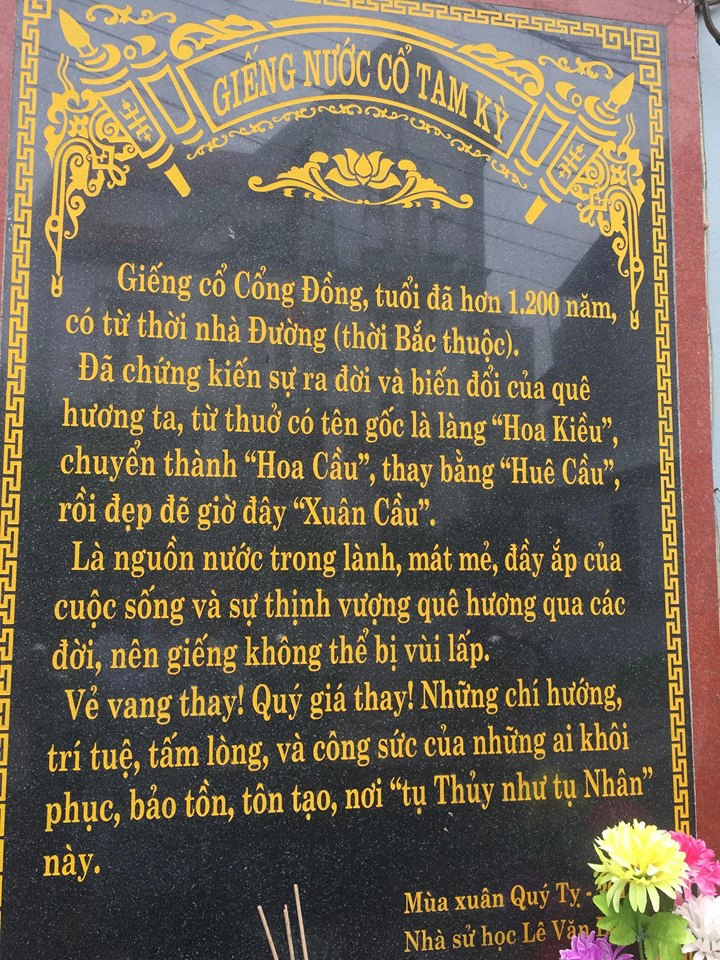 GIẾNG NƯỚC CỔ TAM KỲ
Giếng cổ Cổng Đồng, tuổi đã hơn 1.200 năm,
có từ thời nhà Đường (thời Bắc thuộc).
Đã chứng kiến sự ra đời và biến đổi của quê
hương ta, từ thuở có tên gốc là làng “Hoa Kiều”,
chuyển thành “Hoa Cầu”, thay bằng “Huê Cầu”,
rồi đẹp đẽ giờ đây “Xuân Cầu”.
Là nguồn nước trong lành, mát mẻ, đầy ắp của
cuộc sống và sự thịnh vượng quê hương qua các
đời, nên giếng không thể bị vùi lấp.
Vẻ vang thay! Quý giá thay! Những chí hướng,
trí tuệ, tấm lòng, và công sức của những ai khôi
phục, bảo tồn, tôn tạo, nơi “tụ Thủy như tụ Nhân”
này.
Mùa xuân Quý Tỵ -
Nhà sử học Lê Văn